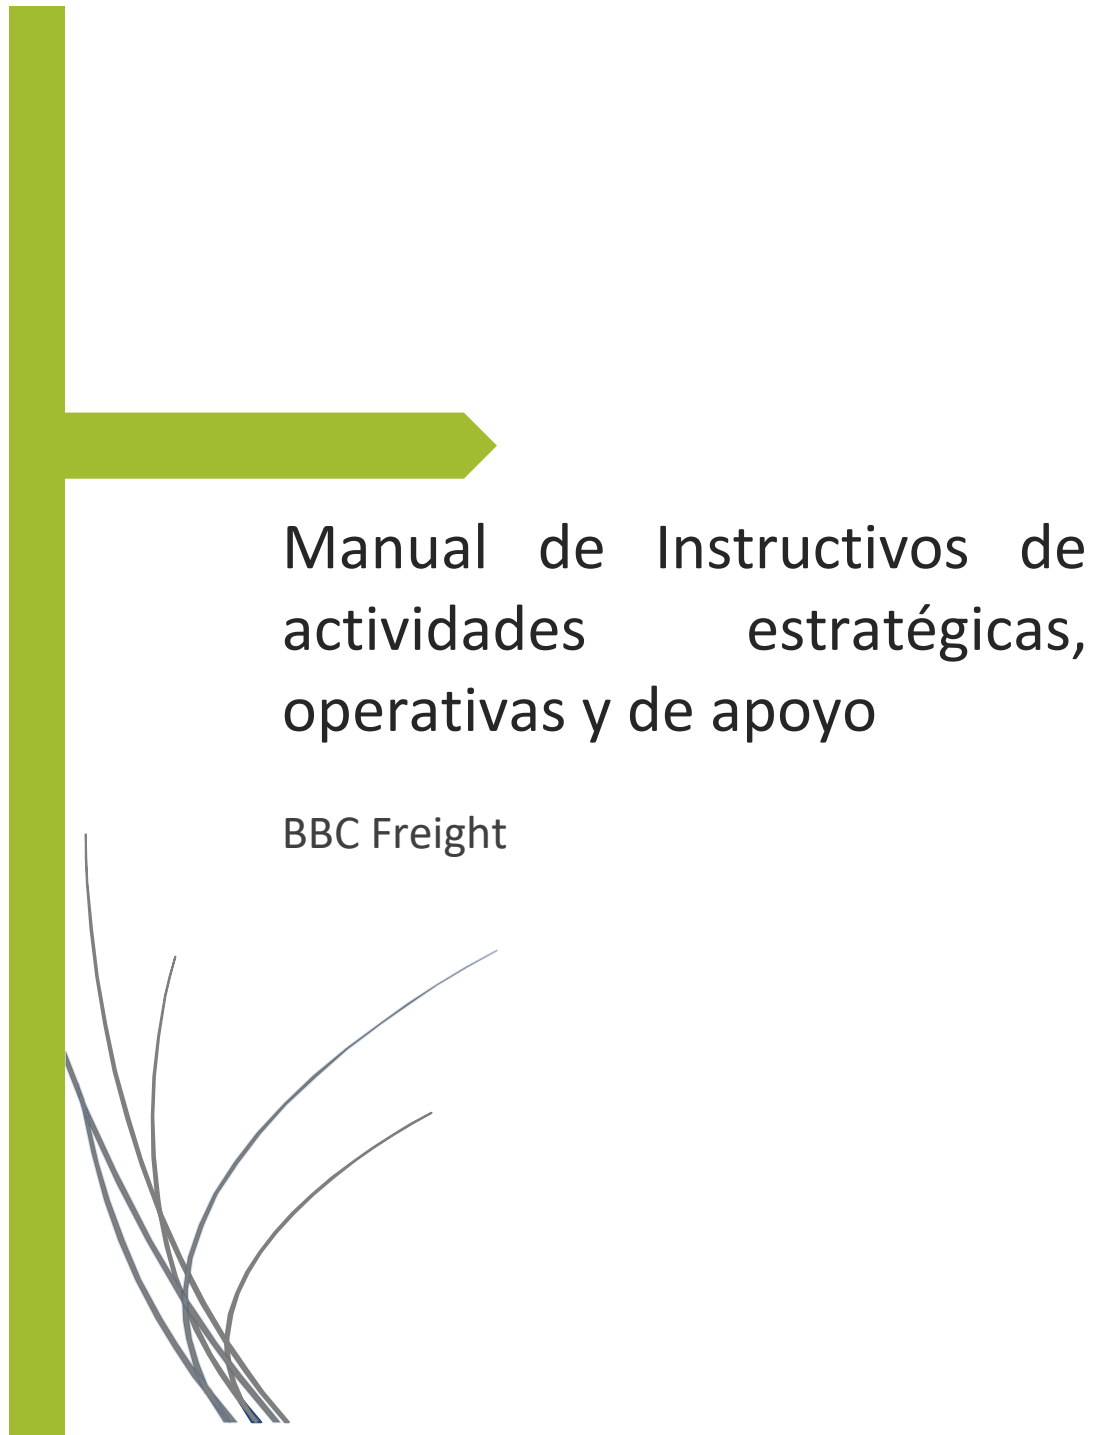 Manual de Instructivos de
actividades estratégicas,
operativas y de apoyo
BBC Freight